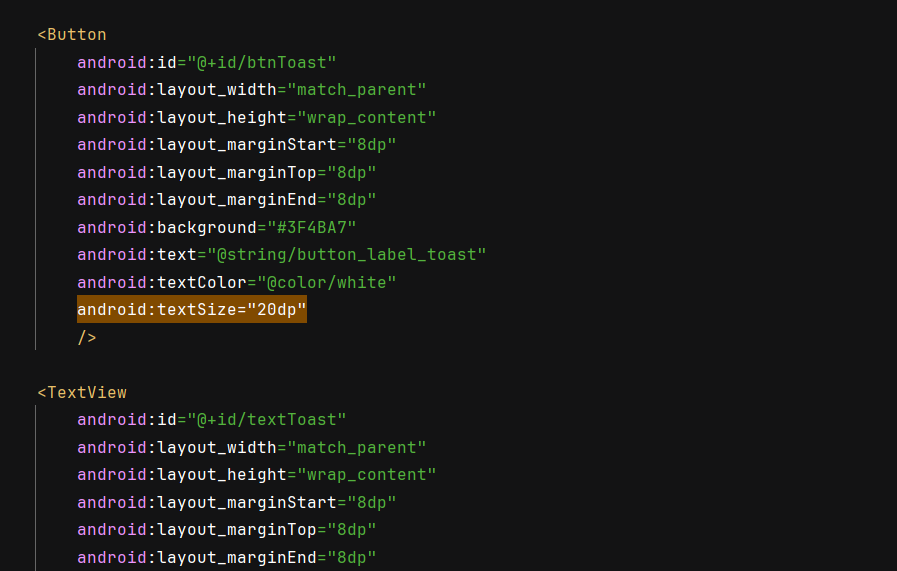 <Button
android:id="@+id/btnToast"
android:layout_width="match_parent"
android:layout_height="wrap_content"
android:layout_marginStart="8dp"
android:layout_marginTop="8dp"
android:layout_marginEnd="8dp"
android:background="#3F4BA7"
android:text="@string/button_label_toast"
android:textColor="@color/white"
android:textSize="20dp"
/>
<TextView
android:id="@+id/textToast"
android:layout_width="match_parent"
android:layout_height="wrap_content"
android:layout_marginStart="8dp"
android:layout_marginTop="8dp"
android:layout_marginEnd="8dp"